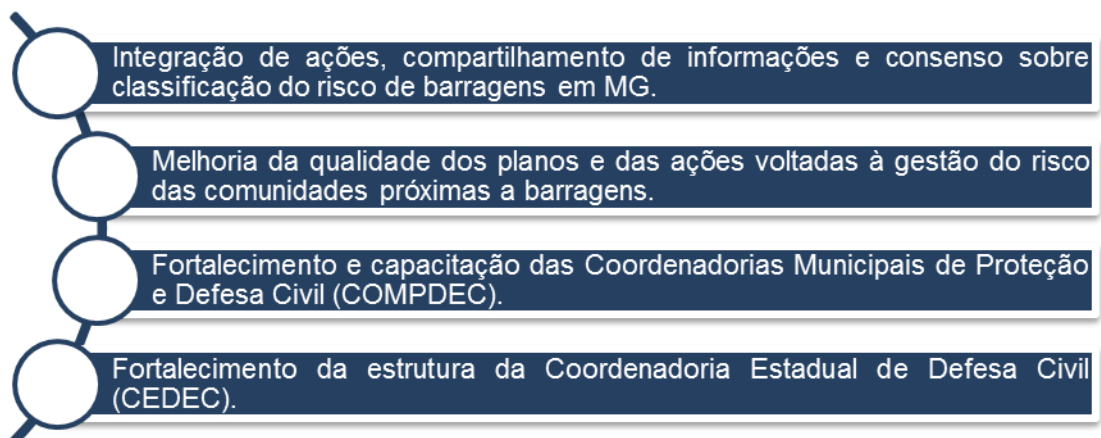 Integração de ações, compartilhamento de informações e consenso sobre
classificação do risco de barragens em MG.
Melhoria da qualidade dos planos e das ações voltadas à gestão do risco
das comunidades próximas a barragens.
Fortalecimento e capacitação das Coordenadorias Municipais de Proteção
e Defesa Civil (COMPDEC).
Fortalecimento da estrutura da Coordenadoria Estadual de Defesa Civil
(CEDEC).